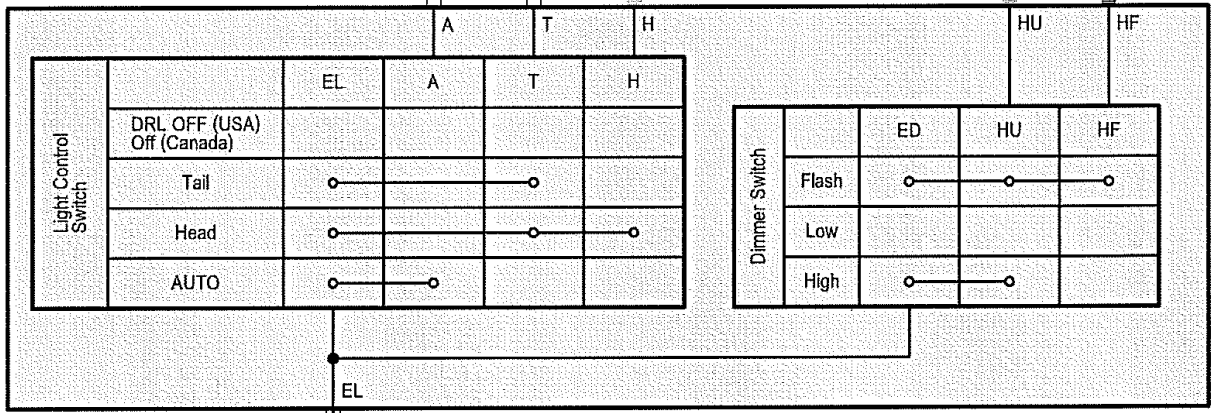 A T H HU HF
EL A T H
DRL OFF (USA)
Off (Canada)
Tail
Head
AUTO
Light Control
Switch
ED HU HF
Flash
Low
High
Dimmer Switch
EL